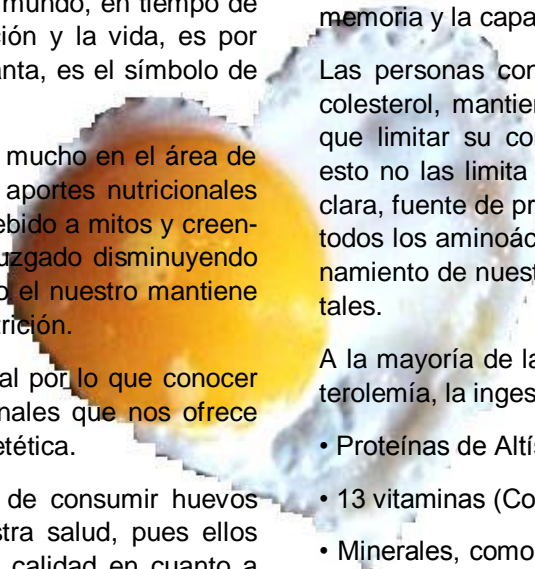 mundo, en tiempo de
ción y la vida, es por
anta, es el símbolo de
mucho en el área de
aportes nutricionales
ebido a mitos y creen-
uzgado disminuyendo
o el nuestro mantiene
trición.
al por lo que conocer
nales que nos ofrece
etética.
de consumir huevos
stra salud, pues ellos
calidad en cuanto a
memoria y la capa
Las personas con
colesterol, mantien
que limitar su co
esto no las limita
clara, fuente de pr
todos los aminoác
namiento de nuest
tales.
A la mayoría de la
terolemía, la inges
• Proteínas de Altís
• 13 vitaminas (Co
• Minerales, como